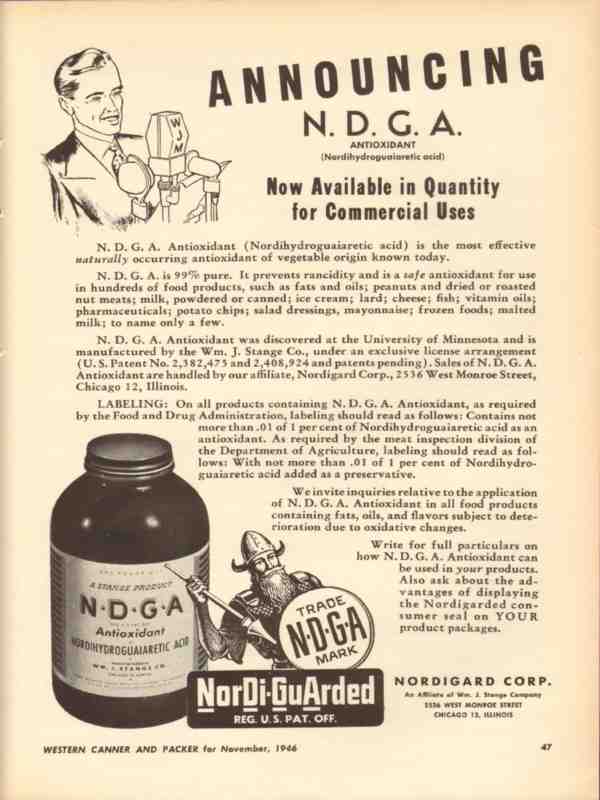 ANNOUNCING
N. D. G. A.
ANTIOXIDANT
(Nordihydroguaiaretic acid)
WJM
Now Available in Quantity
for Commercial Uses
N. D. G. A. Antioxidant (Nordihydroguaiaretic acid) is the most effective
naturally occurring antioxidant of vegetable origin known today.
N. D. G. A. is 99% pure. It prevents rancidity and is a safe antioxidant for use
in hundreds of food products, such as fats and oils; peanuts and dried or roasted
nut meats; milk, powdered or canned; ice cream; lard; cheese; fish; vitamin oils;
pharmaceuticals; potato chips; salad dressings, mayonnaise; frozen foods; malted
milk; to name only a few.
N. D. G. A. Antioxidant was discovered at the University of Minnesota and is
manufactured by the Wm. J. Stange Co., under an exclusive license arrangement
(U. S. Patent No. 2,382,475 and 2,408,924 and patents pending). Sales of N. D. G. A.
Antioxidant are handled by our affiliate, Nordigard Corp., 2536 West Monroe Street,
Chicago 12, Illinois.
LABELING: On all products containing N. D. G. A. Antioxidant, as required
by the Food and Drug Administration, labeling should read as follows: Contains not
more than .01 of 1 per cent of Nordihydroguaiaretic acid as an
antioxidant. As required by the meat inspection division of
the Department of Agriculture, labeling should read as fol-
lows: With not more than .01 of 1 per cent of Nordihydro-
guaiaretic acid added as a preservative.
We invite inquiries relative to the application
of N. D. G. A. Antioxidant in all food products
containing fats, oils, and flavors subject to dete-
rioration due to oxidative changes.
Write for full particulars on
how N. D. G. A. Antioxidant can
be used in your products.
Also ask about the ad-
vantages of displaying
the Nordigarded con-
sumer seal on YOUR
product packages.
A STANGE PRODUCT
N·D·G·A
Antioxidant
NORDIHYDROGUAIARETIC ACID
WM. J. STANGE CO.
TRADE
N·D·G·A
MARK
NorDi-GuArded
REG. U.S. PAT. OFF.
NORDIGARD CORP.
An Affiliate of Wm. J. Stange Company
2536 WEST MONROE STREET
CHICAGO 12, ILLINOIS
WESTERN CANNER AND PACKER for November, 1946
47